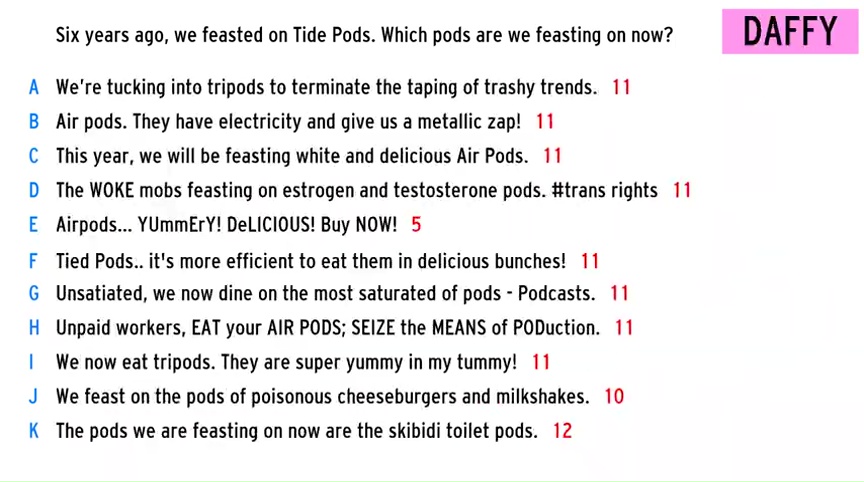 Six years ago, we feasted on Tide Pods. Which pods are we feasting on now?
DAFFY
A We're tucking into tripods to terminate the taping of trashy trends. 11
B Air pods. They have electricity and give us a metallic zap! 11
C This year, we will be feasting white and delicious Air Pods. 11
D The WOKE mobs feasting on estrogen and testosterone pods. #trans rights 11
E Airpods... YUmmErY! DeLICIOUS! Buy NOW! 5
F Tied Pods.. it's more efficient to eat them in delicious bunches! 11
G Unsatiated, we now dine on the most saturated of pods - Podcasts. 11
H Unpaid workers, EAT your AIR PODS; SEIZE the MEANS of PODuction. 11
I We now eat tripods. They are super yummy in my tummy! 11
J We feast on the pods of poisonous cheeseburgers and milkshakes. 10
K The pods we are feasting on now are the skibidi toilet pods. 12